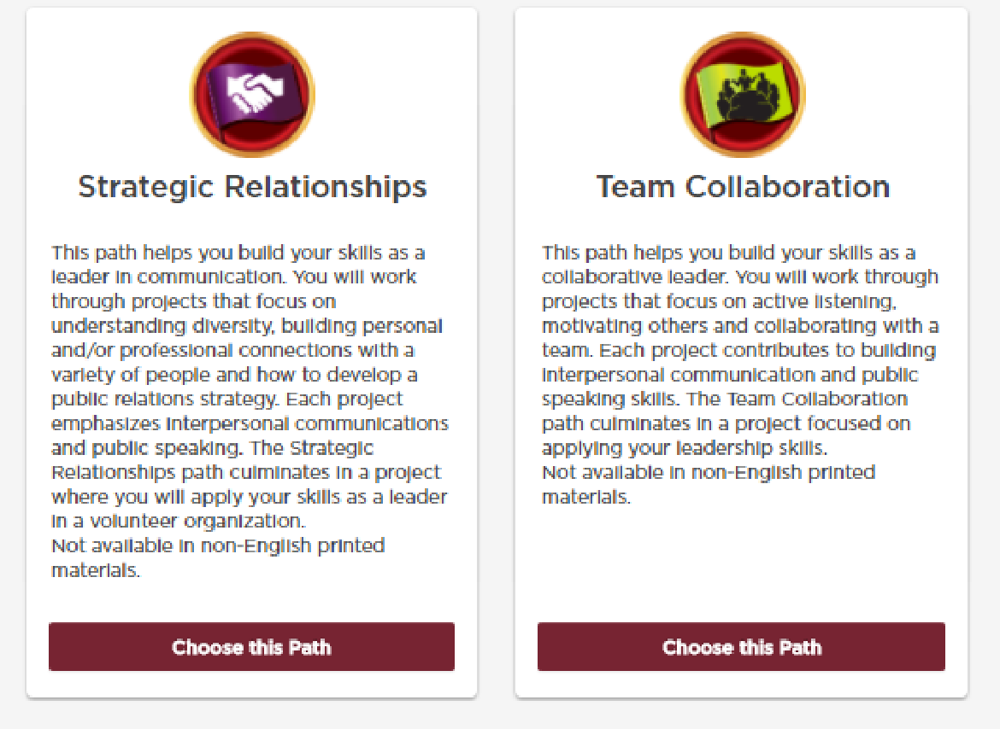 Strategic Relationships
This path helps you build your skills as a
leader in communication. You will work
through projects that focus on
understanding diversity, building personal
and/or professional connections with a
variety of people and how to develop a
public relations strategy. Each project
emphasizes interpersonal communications
and public speaking. The Strategic
Relationships path culminates in a project
where you will apply your skills as a leader
in a volunteer organization.
Not available in non-English printed
materials.
Choose this Path
Team Collaboration
This path helps you build your skills as a
collaborative leader. You will work through
projects that focus on active listening,
motivating others and collaborating with a
team. Each project contributes to building
interpersonal communication and public
speaking skills. The Team Collaboration
path culminates in a project focused on
applying your leadership skills.
Not available in non-English printed
materials.
Choose this Path